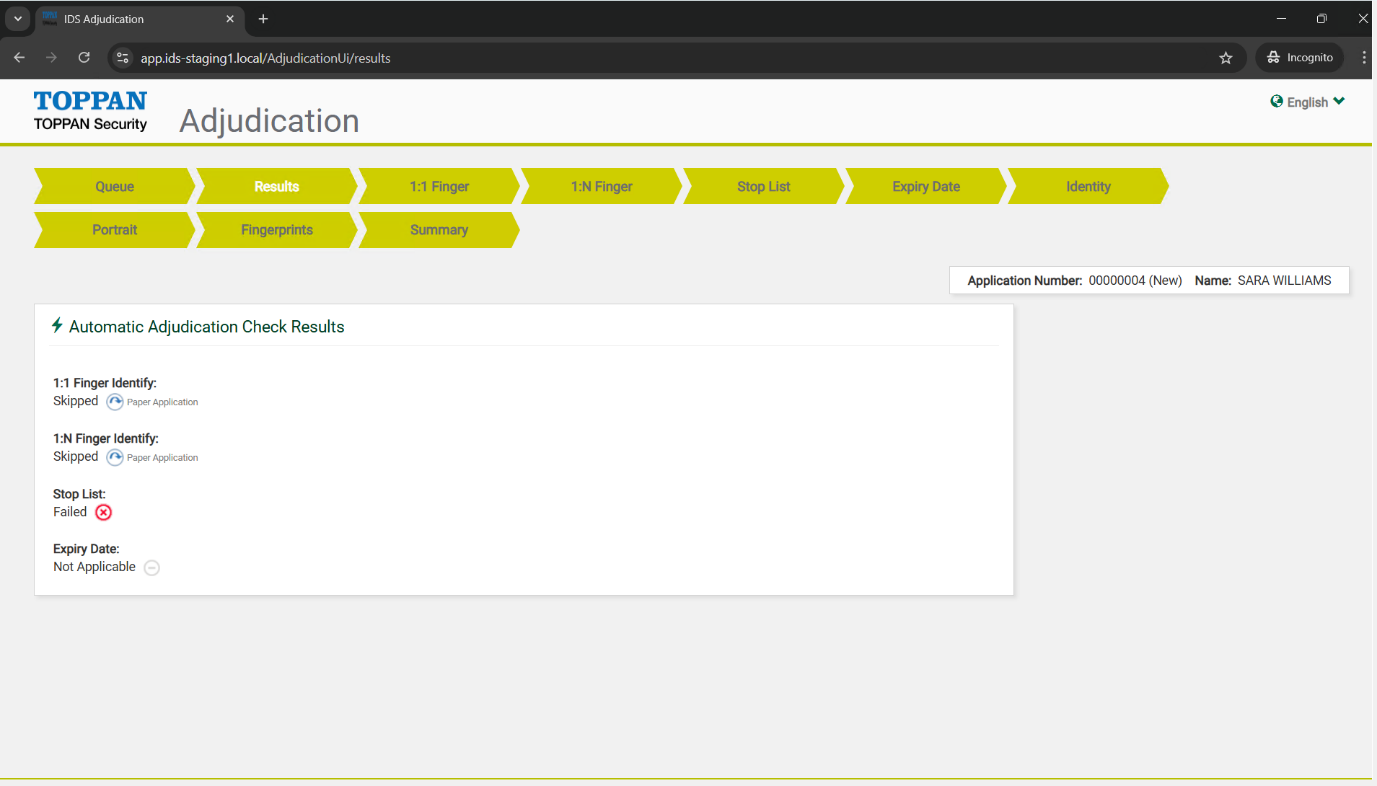 IDS Adjudication
app.ids-staging1.local/AdjudicationUi/results
Incognito
TOPPAN
TOPPAN Security
Adjudication
English
Queue
Results
1:1 Finger
1:N Finger
Stop List
Expiry Date
Identity
Portrait
Fingerprints
Summary
Application Number: 00000004 (New) Name: SARA WILLIAMS
Automatic Adjudication Check Results
1:1 Finger Identify:
Skipped Paper Application
1:N Finger Identify:
Skipped Paper Application
Stop List:
Failed
Expiry Date:
Not Applicable